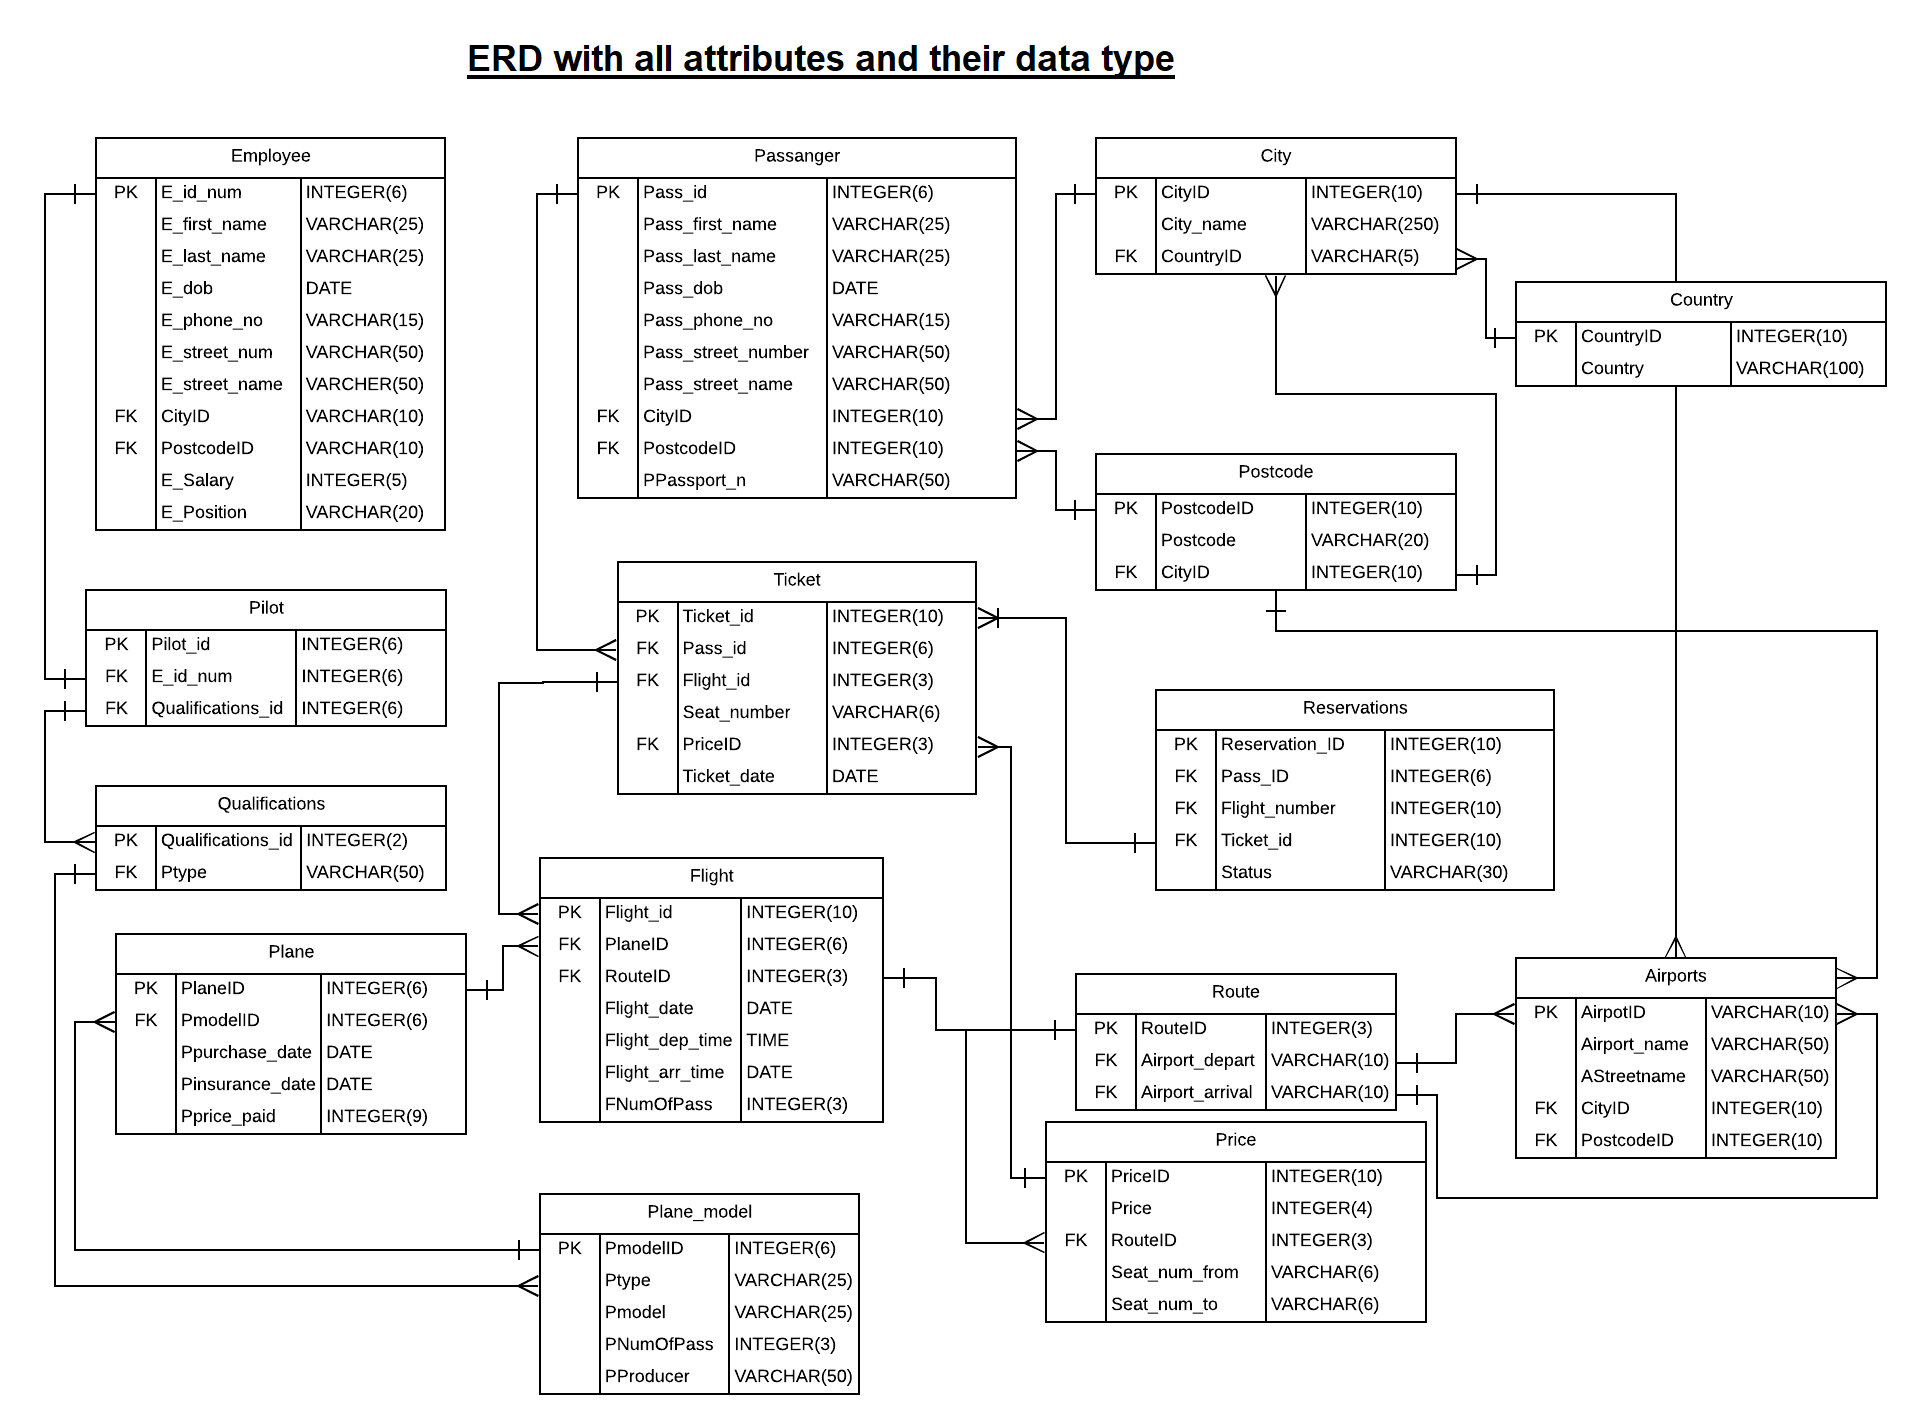 ERD with all attributes and their data type
Employee
PK E_id_num INTEGER(6)
E_first_name VARCHAR(25)
E_last_name VARCHAR(25)
E_dob DATE
E_phone_no VARCHAR(15)
E_street_num VARCHAR(50)
E_street_name VARCHER(50)
FK CityID VARCHAR(10)
FK PostcodeID VARCHAR(10)
E_Salary INTEGER(5)
E_Position VARCHAR(20)
Passanger
PK Pass_id INTEGER(6)
Pass_first_name VARCHAR(25)
Pass_last_name VARCHAR(25)
Pass_dob DATE
Pass_phone_no VARCHAR(15)
Pass_street_number VARCHAR(50)
Pass_street_name VARCHAR(50)
FK CityID INTEGER(10)
FK PostcodeID INTEGER(10)
PPassport_n VARCHAR(50)
City
PK CityID INTEGER(10)
City_name VARCHAR(250)
FK CountryID VARCHAR(5)
Country
PK CountryID INTEGER(10)
Country VARCHAR(100)
Postcode
PK PostcodeID INTEGER(10)
Postcode VARCHAR(20)
FK CityID INTEGER(10)
Pilot
PK Pilot_id INTEGER(6)
FK E_id_num INTEGER(6)
FK Qualifications_id INTEGER(6)
Ticket
PK Ticket_id INTEGER(10)
FK Pass_id INTEGER(6)
FK Flight_id INTEGER(3)
Seat_number VARCHAR(6)
FK PriceID INTEGER(3)
Ticket_date DATE
Reservations
PK Reservation_ID INTEGER(10)
FK Pass_ID INTEGER(6)
FK Flight_number INTEGER(10)
FK Ticket_id INTEGER(10)
Status VARCHAR(30)
Qualifications
PK Qualifications_id INTEGER(2)
FK Ptype VARCHAR(50)
Flight
PK Flight_id INTEGER(10)
FK PlaneID INTEGER(6)
FK RouteID INTEGER(3)
Flight_date DATE
Flight_dep_time TIME
Flight_arr_time DATE
FNumOfPass INTEGER(3)
Plane
PK PlaneID INTEGER(6)
FK PmodelID INTEGER(6)
Ppurchase_date DATE
Pinsurance_date DATE
Pprice_paid INTEGER(9)
Route
PK RouteID INTEGER(3)
FK Airport_depart VARCHAR(10)
FK Airport_arrival VARCHAR(10)
Airports
PK AirpotID VARCHAR(10)
Airport_name VARCHAR(50)
AStreetname VARCHAR(50)
FK CityID INTEGER(10)
FK PostcodeID INTEGER(10)
Price
PK PriceID INTEGER(10)
Price INTEGER(4)
FK RouteID INTEGER(3)
Seat_num_from VARCHAR(6)
Seat_num_to VARCHAR(6)
Plane_model
PK PmodelID INTEGER(6)
Ptype VARCHAR(25)
Pmodel VARCHAR(25)
PNumOfPass INTEGER(3)
PProducer VARCHAR(50)